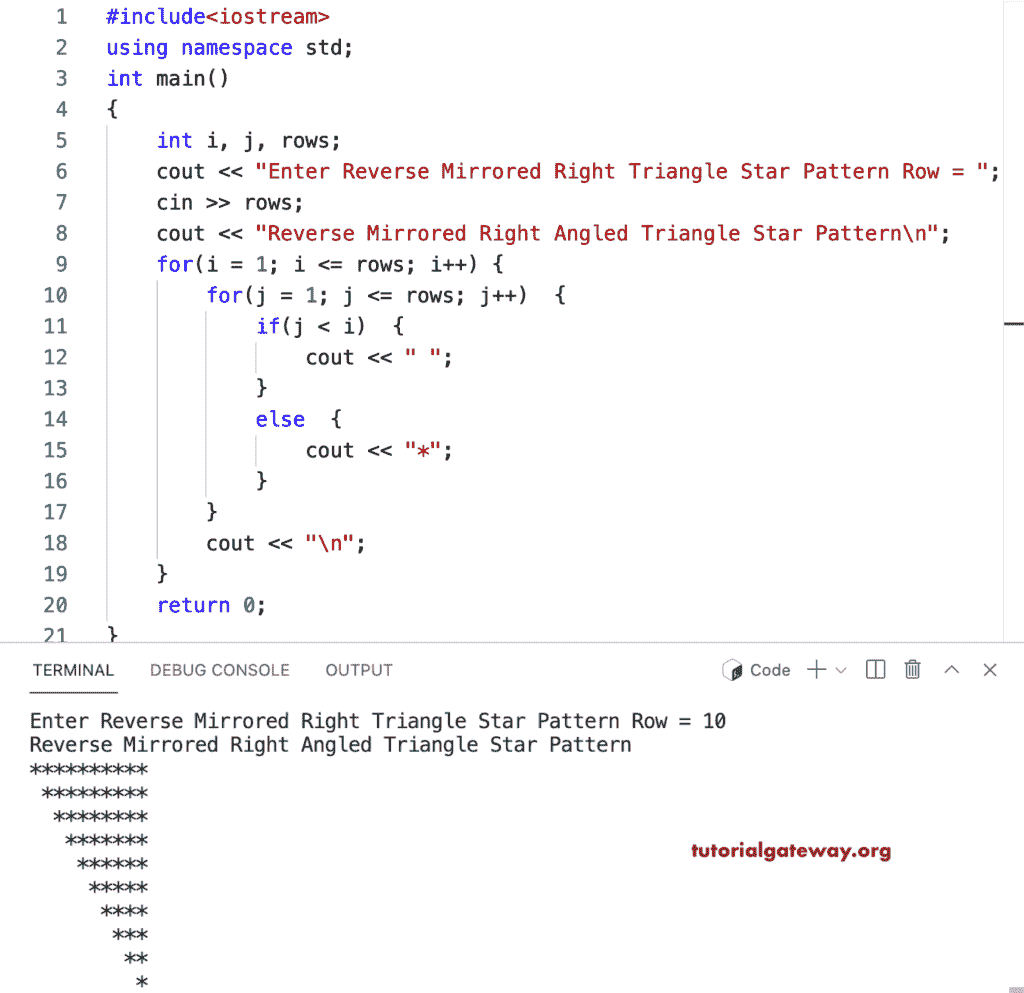 1 #include<iostream>
2 using namespace std;
3 int main()
4 {
5     int i, j, rows;
6     cout << "Enter Reverse Mirrored Right Triangle Star Pattern Row = ";
7     cin >> rows;
8     cout << "Reverse Mirrored Right Angled Triangle Star Pattern\n";
9     for(i = 1; i <= rows; i++) {
10         for(j = 1; j <= rows; j++)  {
11             if(j < i)  {
12                 cout << " ";
13             }
14             else  {
15                 cout << "*";
16             }
17         }
18         cout << "\n";
19     }
20     return 0;
21 }
TERMINAL DEBUG CONSOLE OUTPUT Code
Enter Reverse Mirrored Right Triangle Star Pattern Row = 10
Reverse Mirrored Right Angled Triangle Star Pattern
**********
 *********
  ********
   *******
    ******
     *****
      ****
       ***
        **
         *
tutorialgateway.org